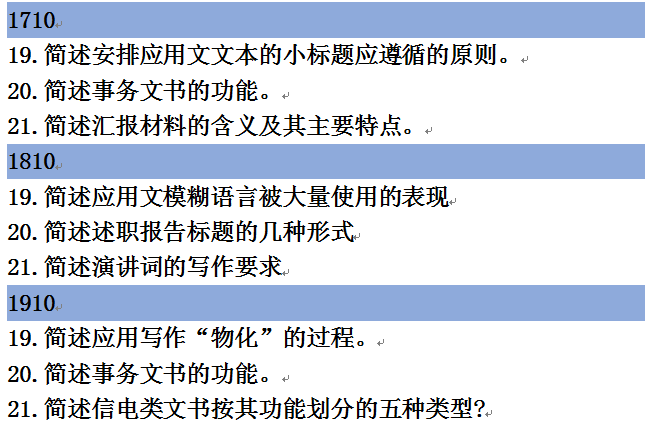 1710
19.简述安排应用文文本的小标题应遵循的原则。
20.简述事务文书的功能。
21.简述汇报材料的含义及其主要特点。
1810
19.简述应用文模糊语言被大量使用的表现
20.简述述职报告标题的几种形式
21.简述演讲词的写作要求
1910
19.简述应用写作“物化”的过程。
20.简述事务文书的功能。
21.简述信电类文书按其功能划分的五种类型?